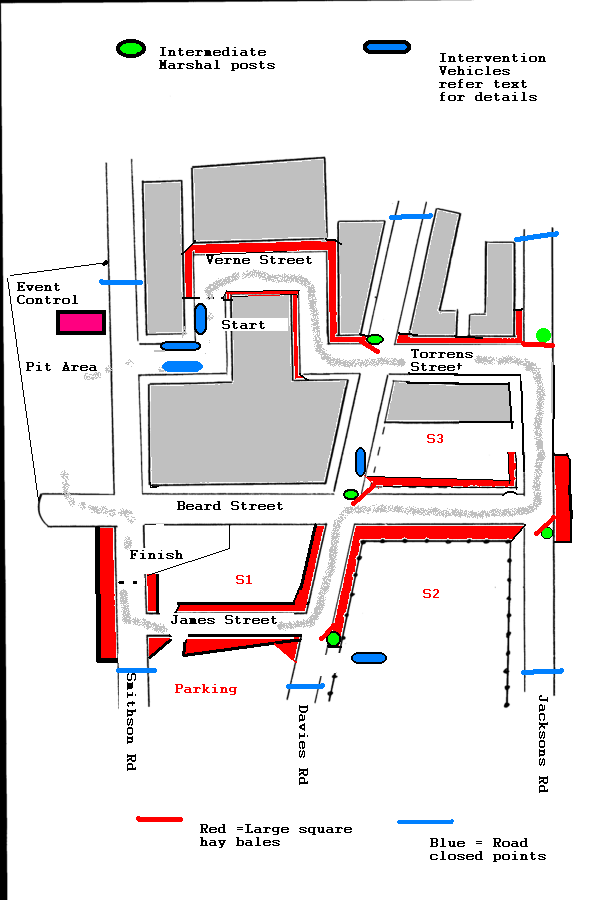 Intermediate
Marshal posts
Intervention
Vehicles
refer text
for details
Verne Street
Event
Control
Start
Pit Area
Torrens
Street
S3
Beard Street
Finish
S1
S2
James Street
Parking
Smithson Rd
Davies Rd
Jacksons Rd
Red =Large square
hay bales
Blue = Road
closed points